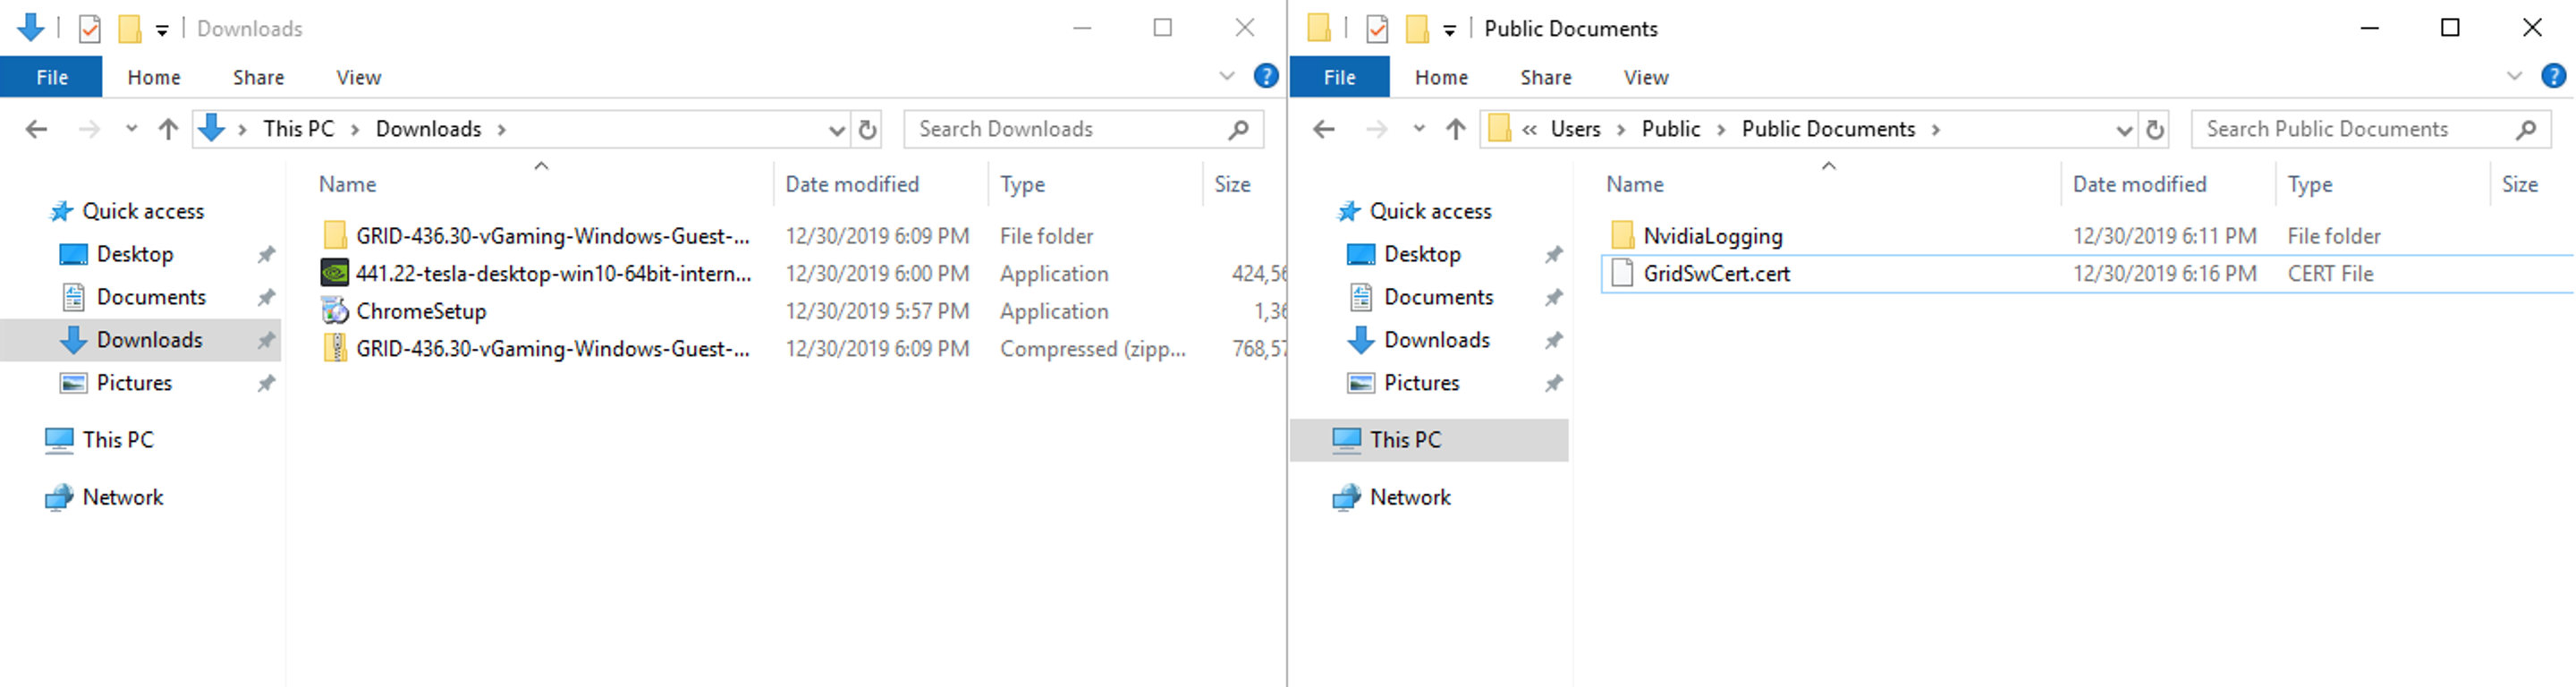 Downloads
File Home Share View
This PC Downloads
Search Downloads
Name Date modified Type Size
Quick access
Desktop
Documents
Downloads
Pictures
This PC
Network
GRID-436.30-vGaming-Windows-Guest-... 12/30/2019 6:09 PM File folder
441.22-tesla-desktop-win10-64bit-intern... 12/30/2019 6:00 PM Application 424,56
ChromeSetup 12/30/2019 5:57 PM Application 1,36
GRID-436.30-vGaming-Windows-Guest-... 12/30/2019 6:09 PM Compressed (zipp... 768,57
Public Documents
File Home Share View
« Users Public Public Documents
Search Public Documents
Name Date modified Type Size
Quick access
Desktop
Documents
Downloads
Pictures
This PC
Network
NvidiaLogging 12/30/2019 6:11 PM File folder
GridSwCert.cert 12/30/2019 6:16 PM CERT File